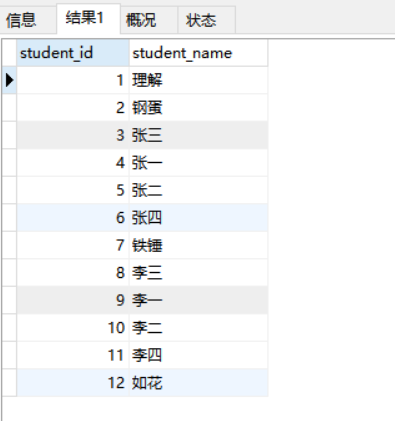 信息 结果1 概况 状态
student_id student_name
1 理解
2 钢蛋
3 张三
4 张一
5 张二
6 张四
7 铁锤
8 李三
9 李一
10 李二
11 李四
12 如花